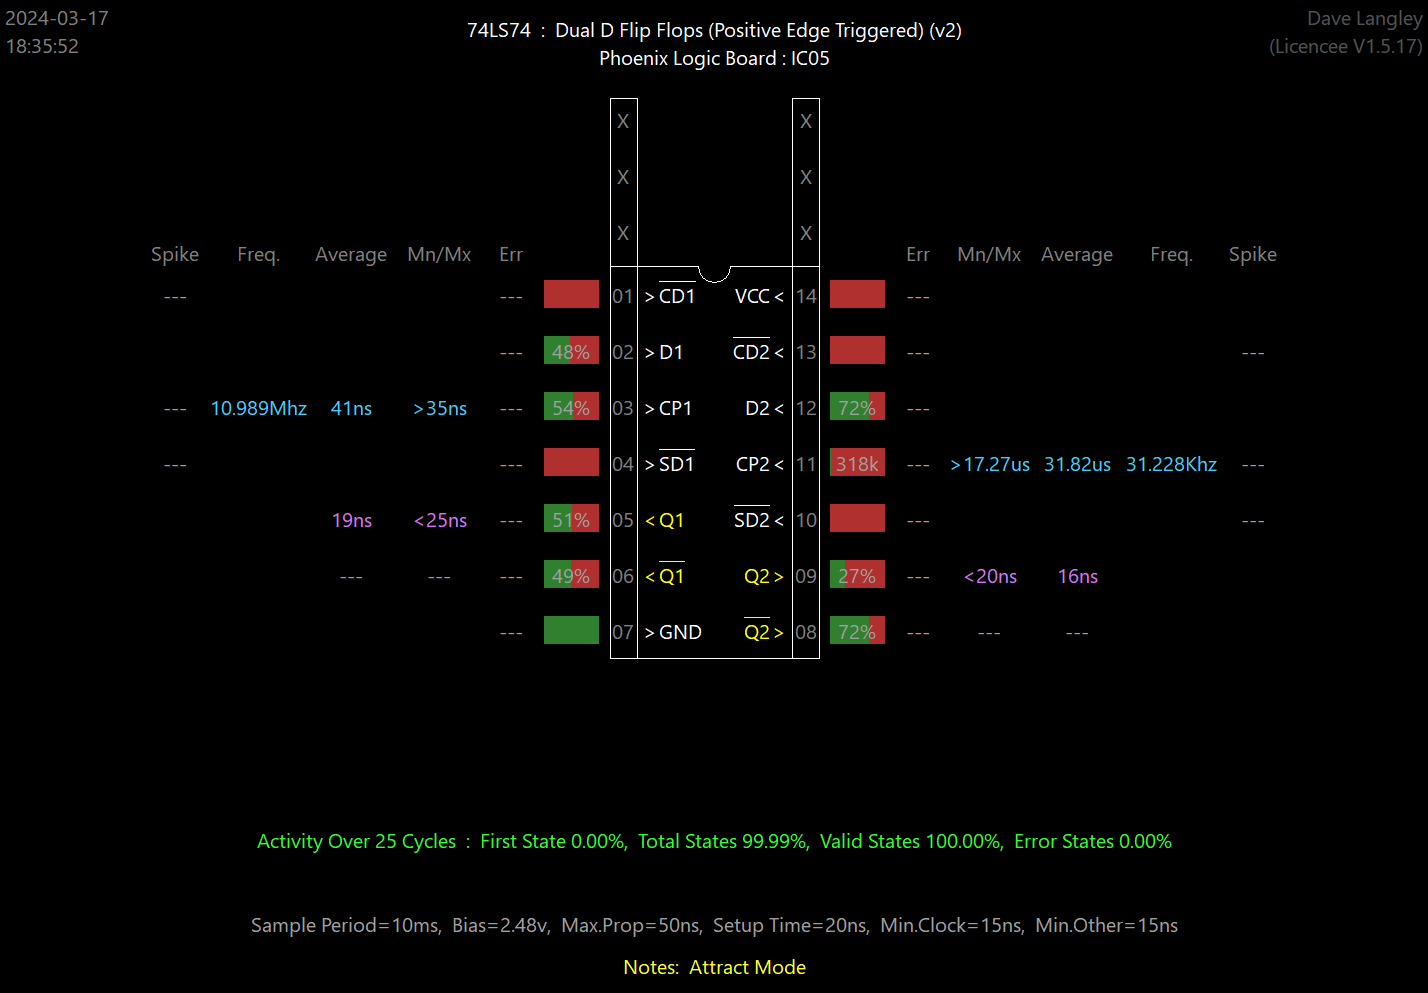 2024-03-17
18:35:52
74LS74 : Dual D Flip Flops (Positive Edge Triggered) (v2)
Phoenix Logic Board : IC05
Dave Langley
(Licencee V1.5.17)
X X
X X
X X
Spike Freq. Average Mn/Mx Err Err Mn/Mx Average Freq. Spike
--- --- 01 >CD1 VCC< 14 ---
--- 48% 02 >D1 CD2< 13 --- ---
--- 10.989Mhz 41ns >35ns --- 54% 03 >CP1 D2< 12 72% ---
--- --- 04 >SD1 CP2< 11 318k --- >17.27us 31.82us 31.228Khz ---
19ns <25ns --- 51% 05 <Q1 SD2< 10 --- ---
--- --- --- 49% 06 <Q1 Q2> 09 27% --- <20ns 16ns
--- 07 >GND Q2> 08 72% --- --- ---
Activity Over 25 Cycles : First State 0.00%, Total States 99.99%, Valid States 100.00%, Error States 0.00%
Sample Period=10ms, Bias=2.48v, Max.Prop=50ns, Setup Time=20ns, Min.Clock=15ns, Min.Other=15ns
Notes: Attract Mode